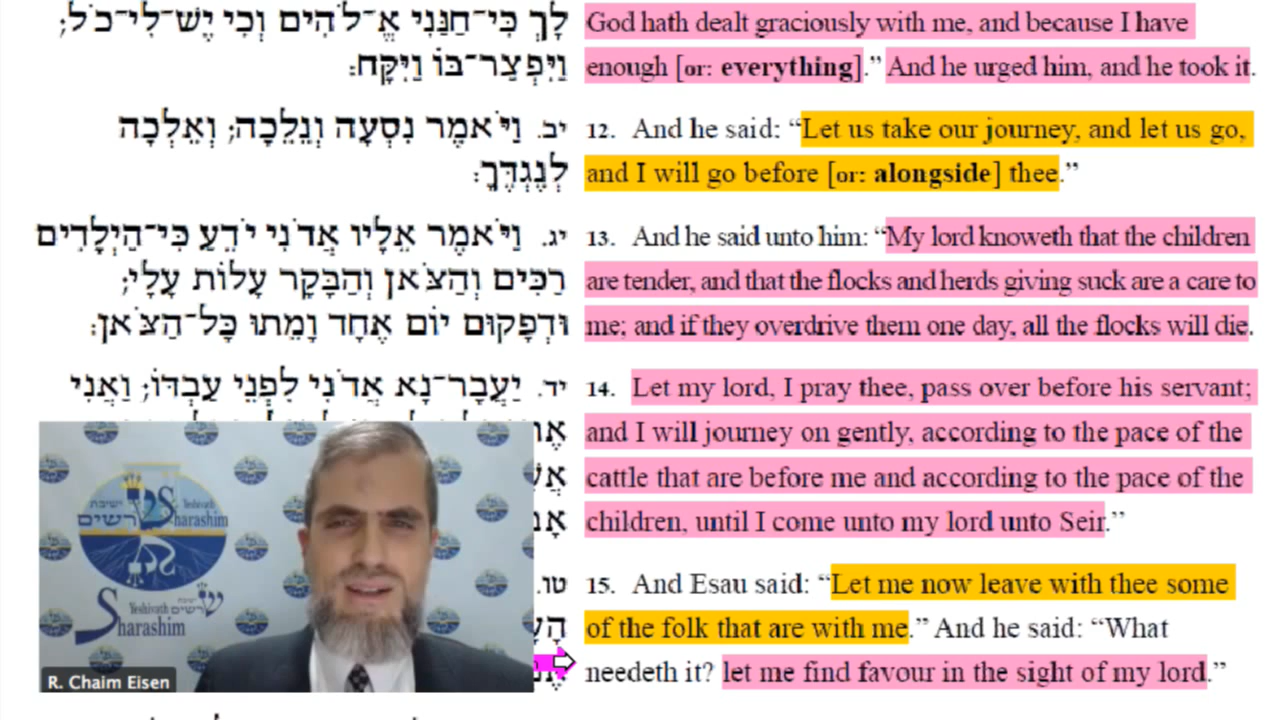 לָךְ כִּי־חַנַּנִי אֱ־לֹהִים וְכִי יֶשׁ־לִי־כֹל;
וַיִּפְצַר־בּוֹ וַיִּקָּח:
יב. וַיֹּאמֶר נִסְעָה וְנֵלֵכָה; וְאֵלְכָה
לְנֶגְדֶּךָ:
יג. וַיֹּאמֶר אֵלָיו אֲדֹנִי יֹדֵעַ כִּי־הַיְלָדִים
רַכִּים וְהַצֹּאן וְהַבָּקָר עָלוֹת עָלָי;
וּדְפָקוּם יוֹם אֶחָד וָמֵתוּ כָּל־הַצֹּאן:
יד. יַעֲבָר־נָא אֲדֹנִי לִפְנֵי עַבְדּוֹ; וַאֲנִי
טו.
God hath dealt graciously with me, and because I have
enough [or: everything].” And he urged him, and he took it.
12. And he said: “Let us take our journey, and let us go,
and I will go before [or: alongside] thee.”
13. And he said unto him: “My lord knoweth that the children
are tender, and that the flocks and herds giving suck are a care to
me; and if they overdrive them one day, all the flocks will die.
14. Let my lord, I pray thee, pass over before his servant;
and I will journey on gently, according to the pace of the
cattle that are before me and according to the pace of the
children, until I come unto my lord unto Seir.”
15. And Esau said: “Let me now leave with thee some
of the folk that are with me.” And he said: “What
needeth it? let me find favour in the sight of my lord.”
ישיבת
שרשים
Yeshivath
Sharashim
ישיבת
Yeshivath שרשים
Sharashim
R. Chaim Eisen